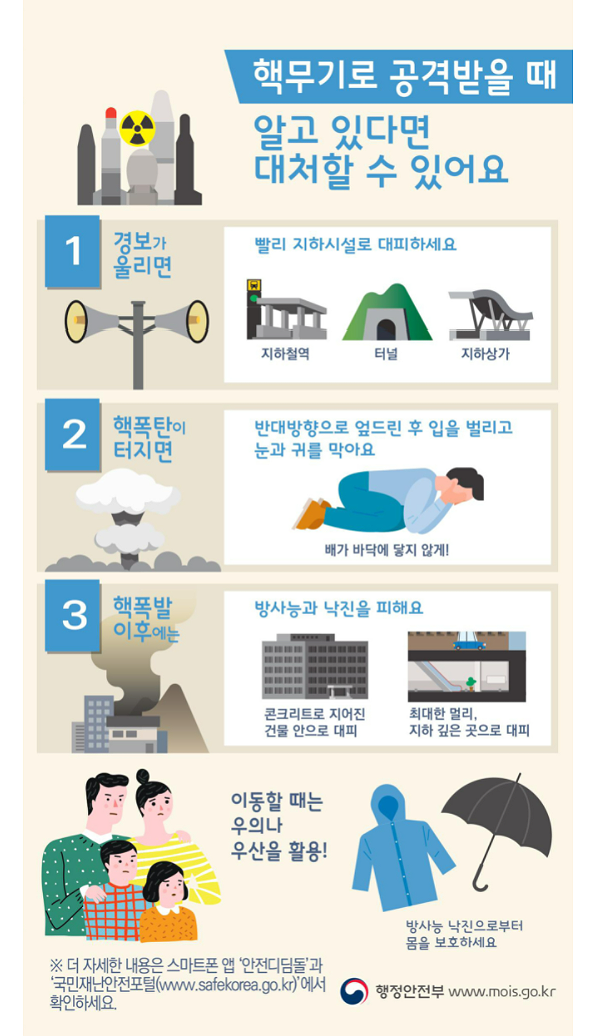 핵무기로 공격받을 때
알고 있다면
대처할 수 있어요
1
경보가
울리면
빨리 지하시설로 대피하세요
지하철역
터널
지하상가
2
핵폭탄이
터지면
반대방향으로 엎드린 후 입을 벌리고
눈과 귀를 막아요
배가 바닥에 닿지 않게!
3
핵폭발
이후에는
방사능과 낙진을 피해요
콘크리트로 지어진
건물 안으로 대피
최대한 멀리,
지하 깊은 곳으로 대피
이동할 때는
우의나
우산을 활용!
방사능 낙진으로부터
몸을 보호하세요
※ 더 자세한 내용은 스마트폰 앱 ‘안전디딤돌’과
‘국민재난안전포털(www.safekorea.go.kr)’에서
확인하세요.
행정안전부 www.mois.go.kr